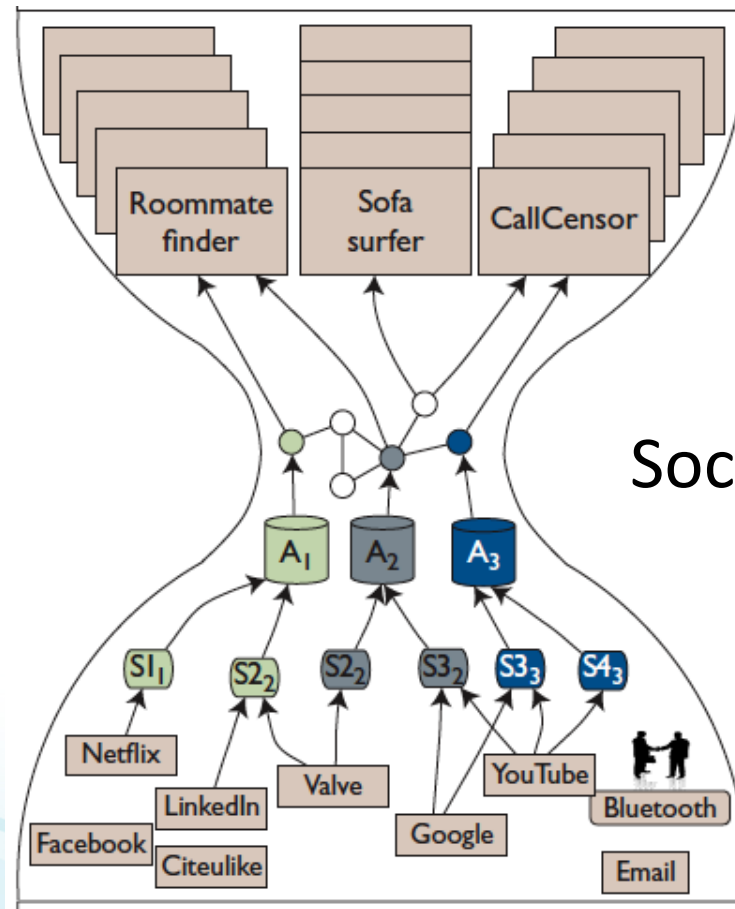 Roommate
finder
Sofa
surfer
CallCensor
Soc
A₁
A₂
A₃
S1₁
S2₂
S2₂
S3₂
S3₃
S4₃
Netflix
LinkedIn
Valve
YouTube
Bluetooth
Facebook
Citeulike
Google
Email